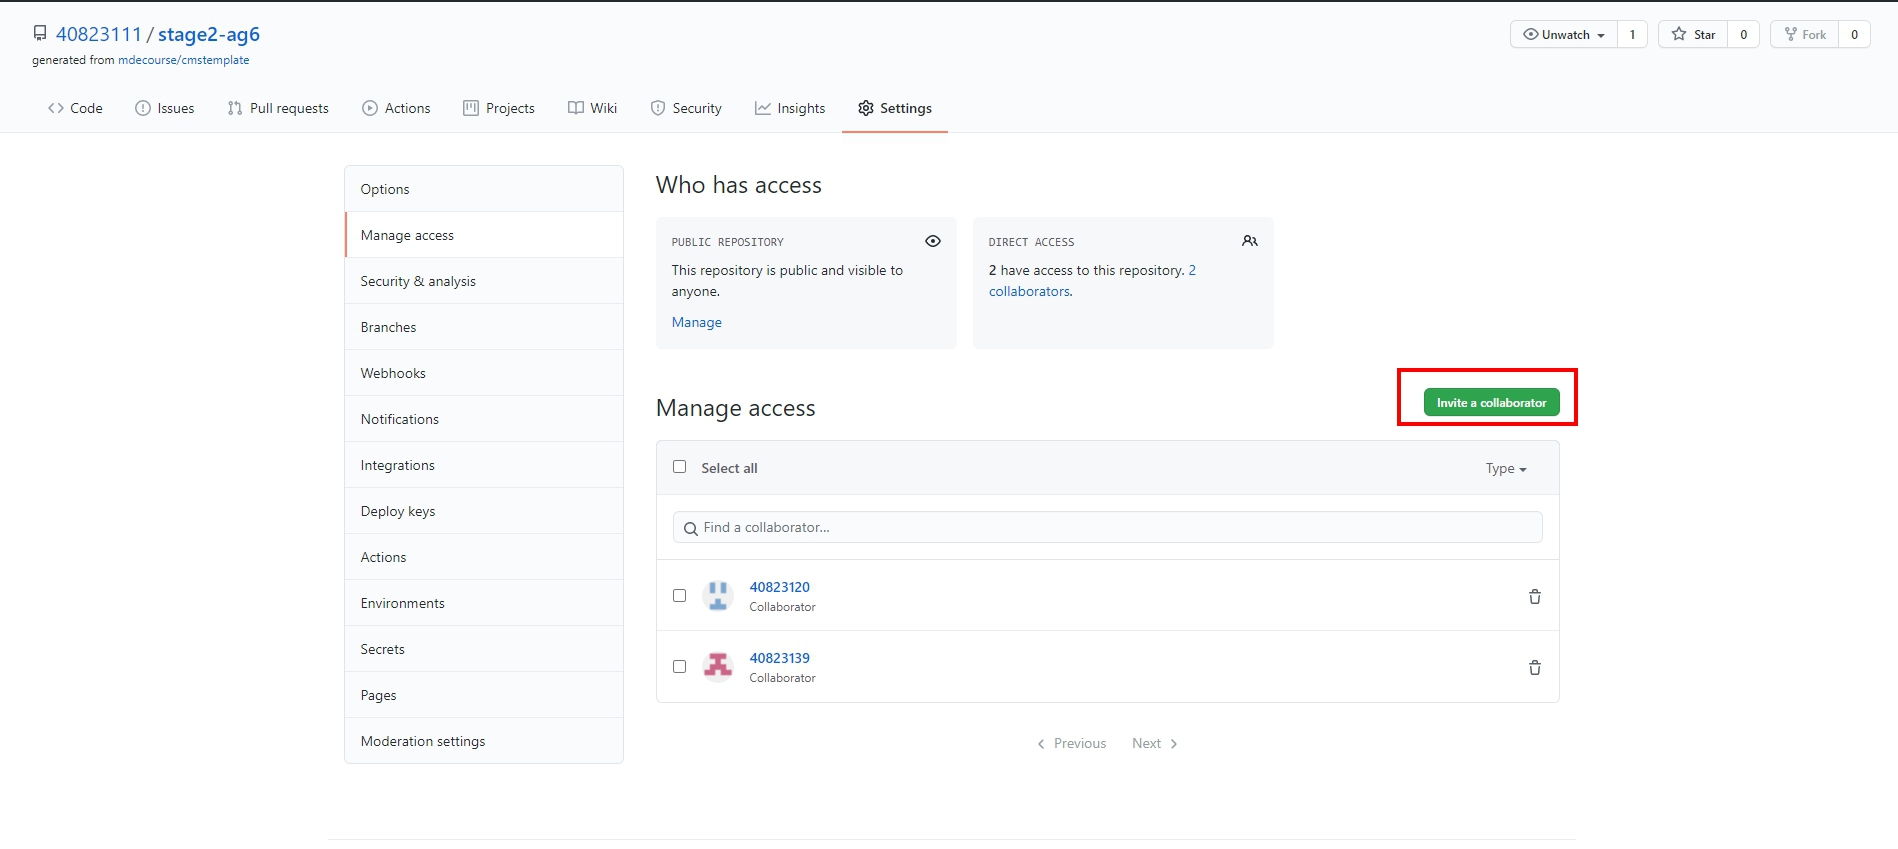 40823111 / stage2-ag6
Unwatch 1 Star 0 Fork 0
generated from mdecourse/cmstemplate
Code Issues Pull requests Actions Projects Wiki Security Insights Settings
Options
Manage access
Security & analysis
Branches
Webhooks
Notifications
Integrations
Deploy keys
Actions
Environments
Secrets
Pages
Moderation settings
Who has access
PUBLIC REPOSITORY
This repository is public and visible to
anyone.
Manage
DIRECT ACCESS
2 have access to this repository. 2
collaborators.
Manage access
Invite a collaborator
Select all Type
Find a collaborator...
40823120
Collaborator
40823139
Collaborator
Previous Next